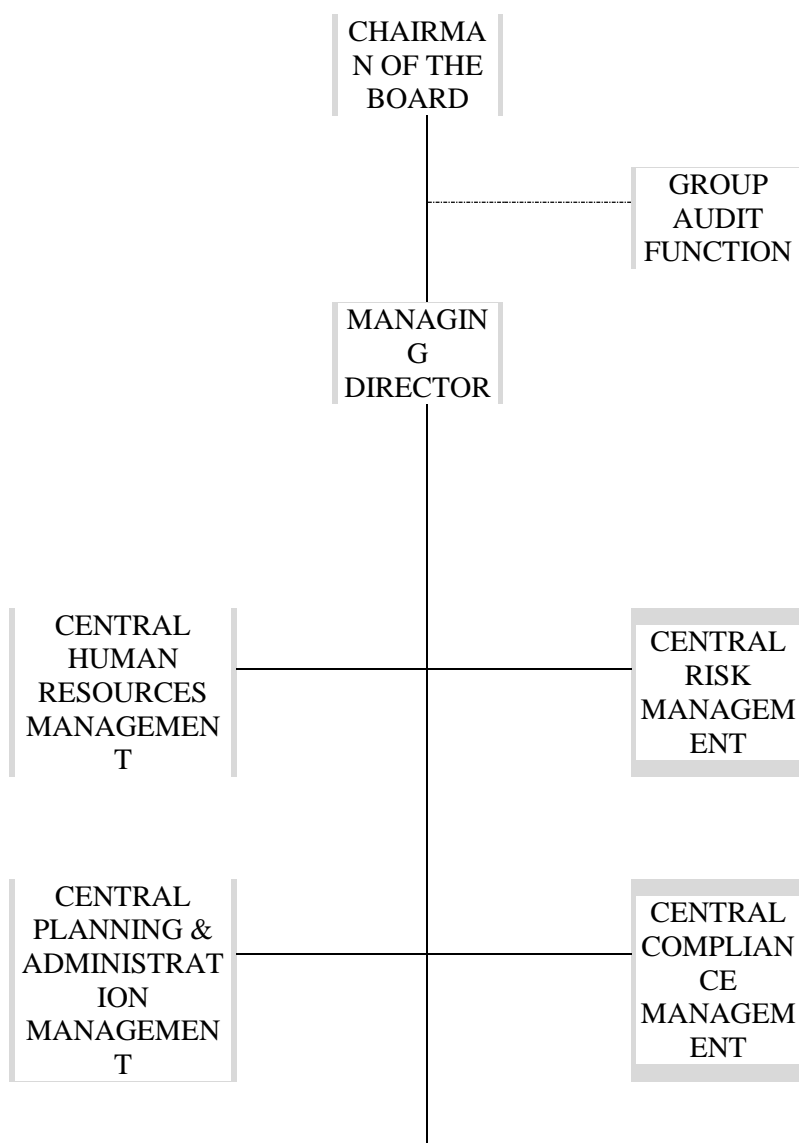 CHAIRMA
N OF THE
BOARD
GROUP
AUDIT
FUNCTION
MANAGIN
G
DIRECTOR
CENTRAL
HUMAN
RESOURCES
MANAGEMEN
T
CENTRAL
RISK
MANAGEM
ENT
CENTRAL
PLANNING &
ADMINISTRAT
ION
MANAGEMEN
T
CENTRAL
COMPLIAN
CE
MANAGEM
ENT